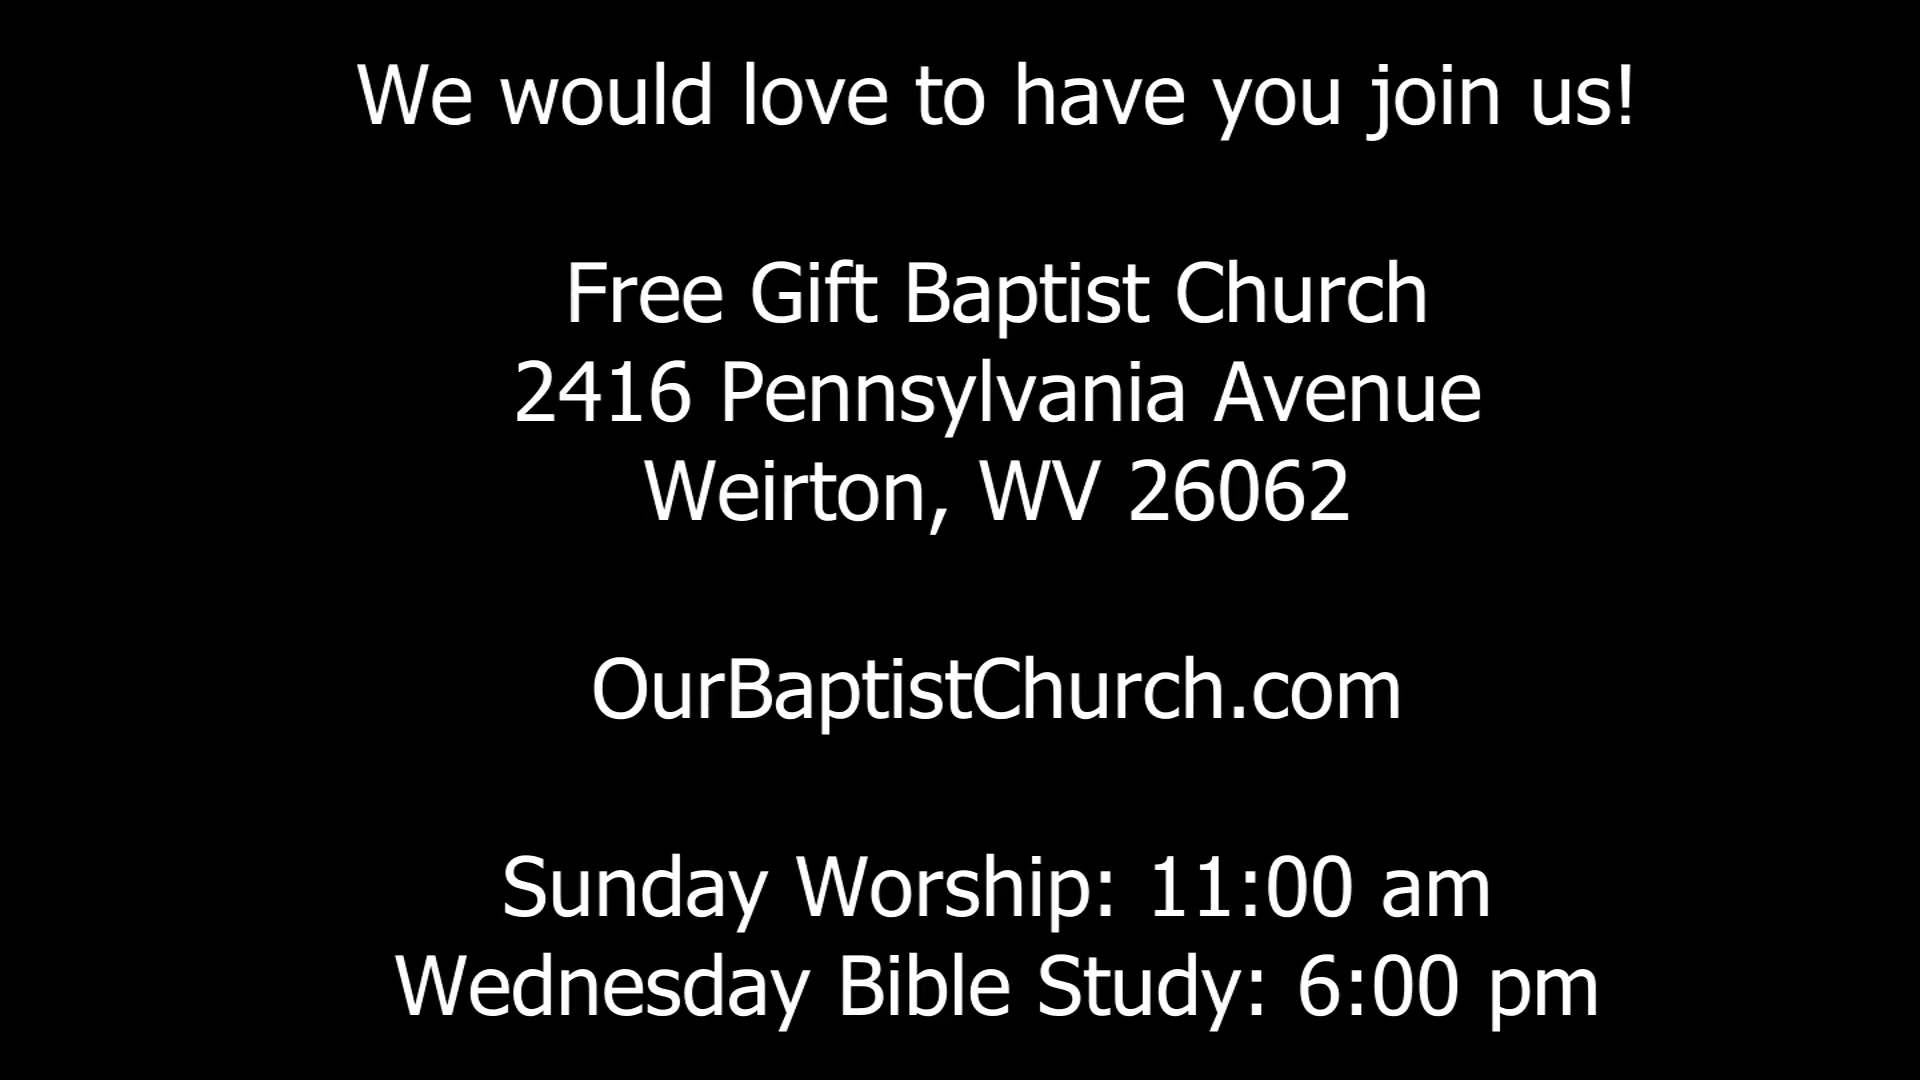 We would love to have you join us!
Free Gift Baptist Church
2416 Pennsylvania Avenue
Weirton, WV 26062
OurBaptistChurch.com
Sunday Worship: 11:00 am
Wednesday Bible Study: 6:00 pm